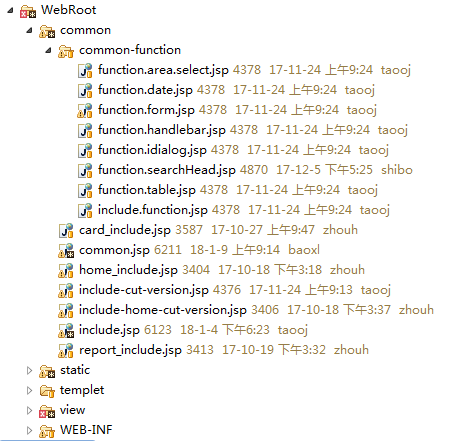 WebRoot
common
common-function
function.area.select.jsp 4378 17-11-24 上午9:24 taooj
function.date.jsp 4378 17-11-24 上午9:24 taooj
function.form.jsp 4378 17-11-24 上午9:24 taooj
function.handlebar.jsp 4378 17-11-24 上午9:24 taooj
function.idialog.jsp 4378 17-11-24 上午9:24 taooj
function.searchHead.jsp 4870 17-12-5 下午5:25 shibo
function.table.jsp 4378 17-11-24 上午9:24 taooj
include.function.jsp 4378 17-11-24 上午9:24 taooj
card_include.jsp 3587 17-10-27 上午9:47 zhouh
common.jsp 6211 18-1-9 上午9:14 baoxl
home_include.jsp 3404 17-10-18 下午3:18 zhouh
include-cut-version.jsp 4376 17-11-24 上午9:13 taooj
include-home-cut-version.jsp 3406 17-10-18 下午3:37 zhouh
include.jsp 6123 18-1-4 下午6:23 taooj
report_include.jsp 3413 17-10-19 下午3:32 zhouh
static
templet
view
WEB-INF